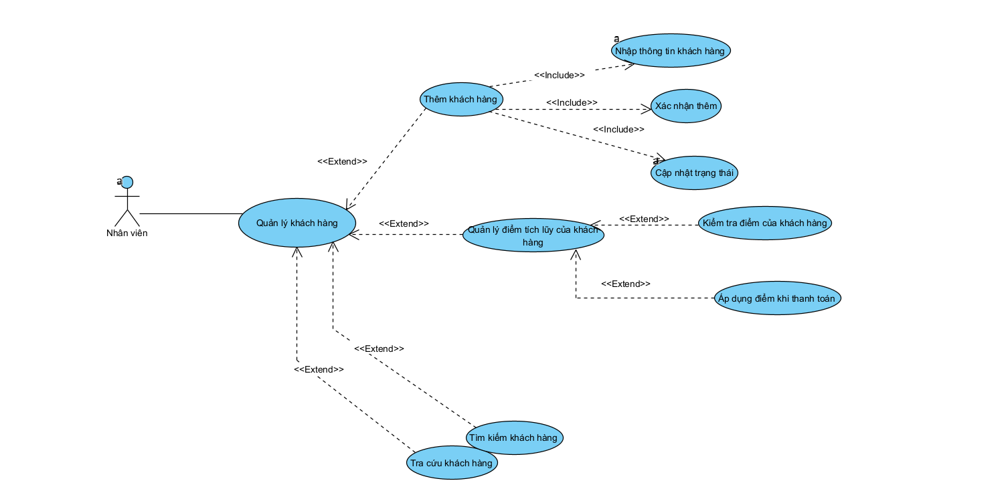 a
Nhập thông tin khách hàng
<<Include>>
Thêm khách hàng
<<Include>>
Xác nhận thêm
<<Include>>
<<Extend>>
a
Cập nhật trạng thái
a
Nhân viên
Quản lý khách hàng
<<Extend>>
Quản lý điểm tích lũy của khách
hàng
<<Extend>>
Kiểm tra điểm của khách hàng
<<Extend>>
Áp dụng điểm khi thanh toán
<<Extend>>
<<Extend>>
Tìm kiếm khách hàng
Tra cứu khách hàng